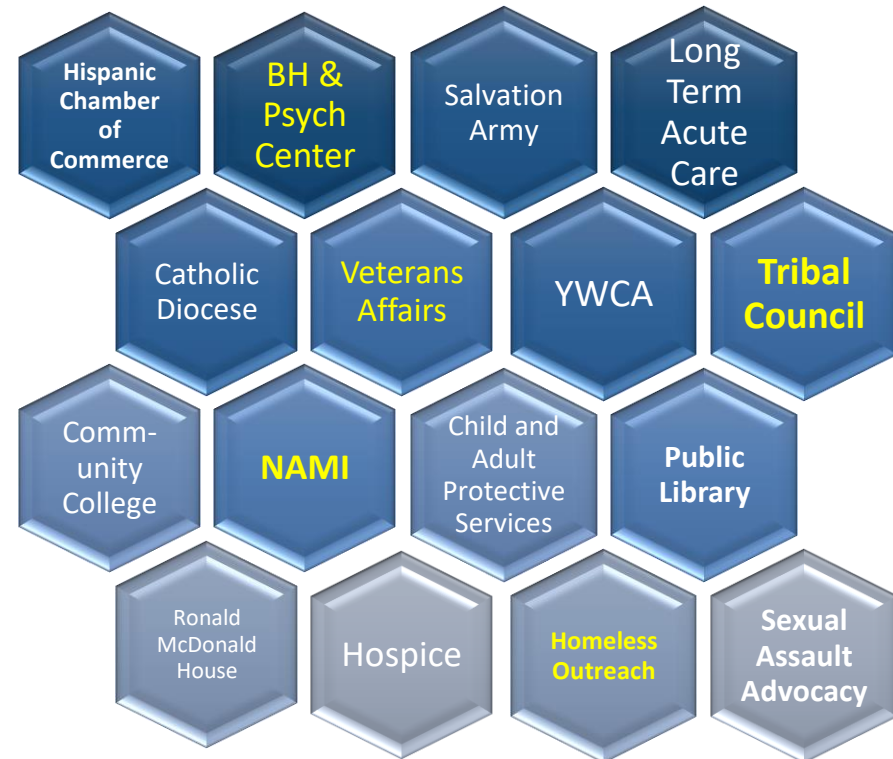 Hispanic
Chamber
of
Commerce
BH &
Psych
Center
Salvation
Army
Long
Term
Acute
Care
Catholic
Diocese
Veterans
Affairs
YWCA
Tribal
Council
Comm-
unity
College
NAMI
Child and
Adult
Protective
Services
Public
Library
Ronald
McDonald
House
Hospice
Homeless
Outreach
Sexual
Assault
Advocacy